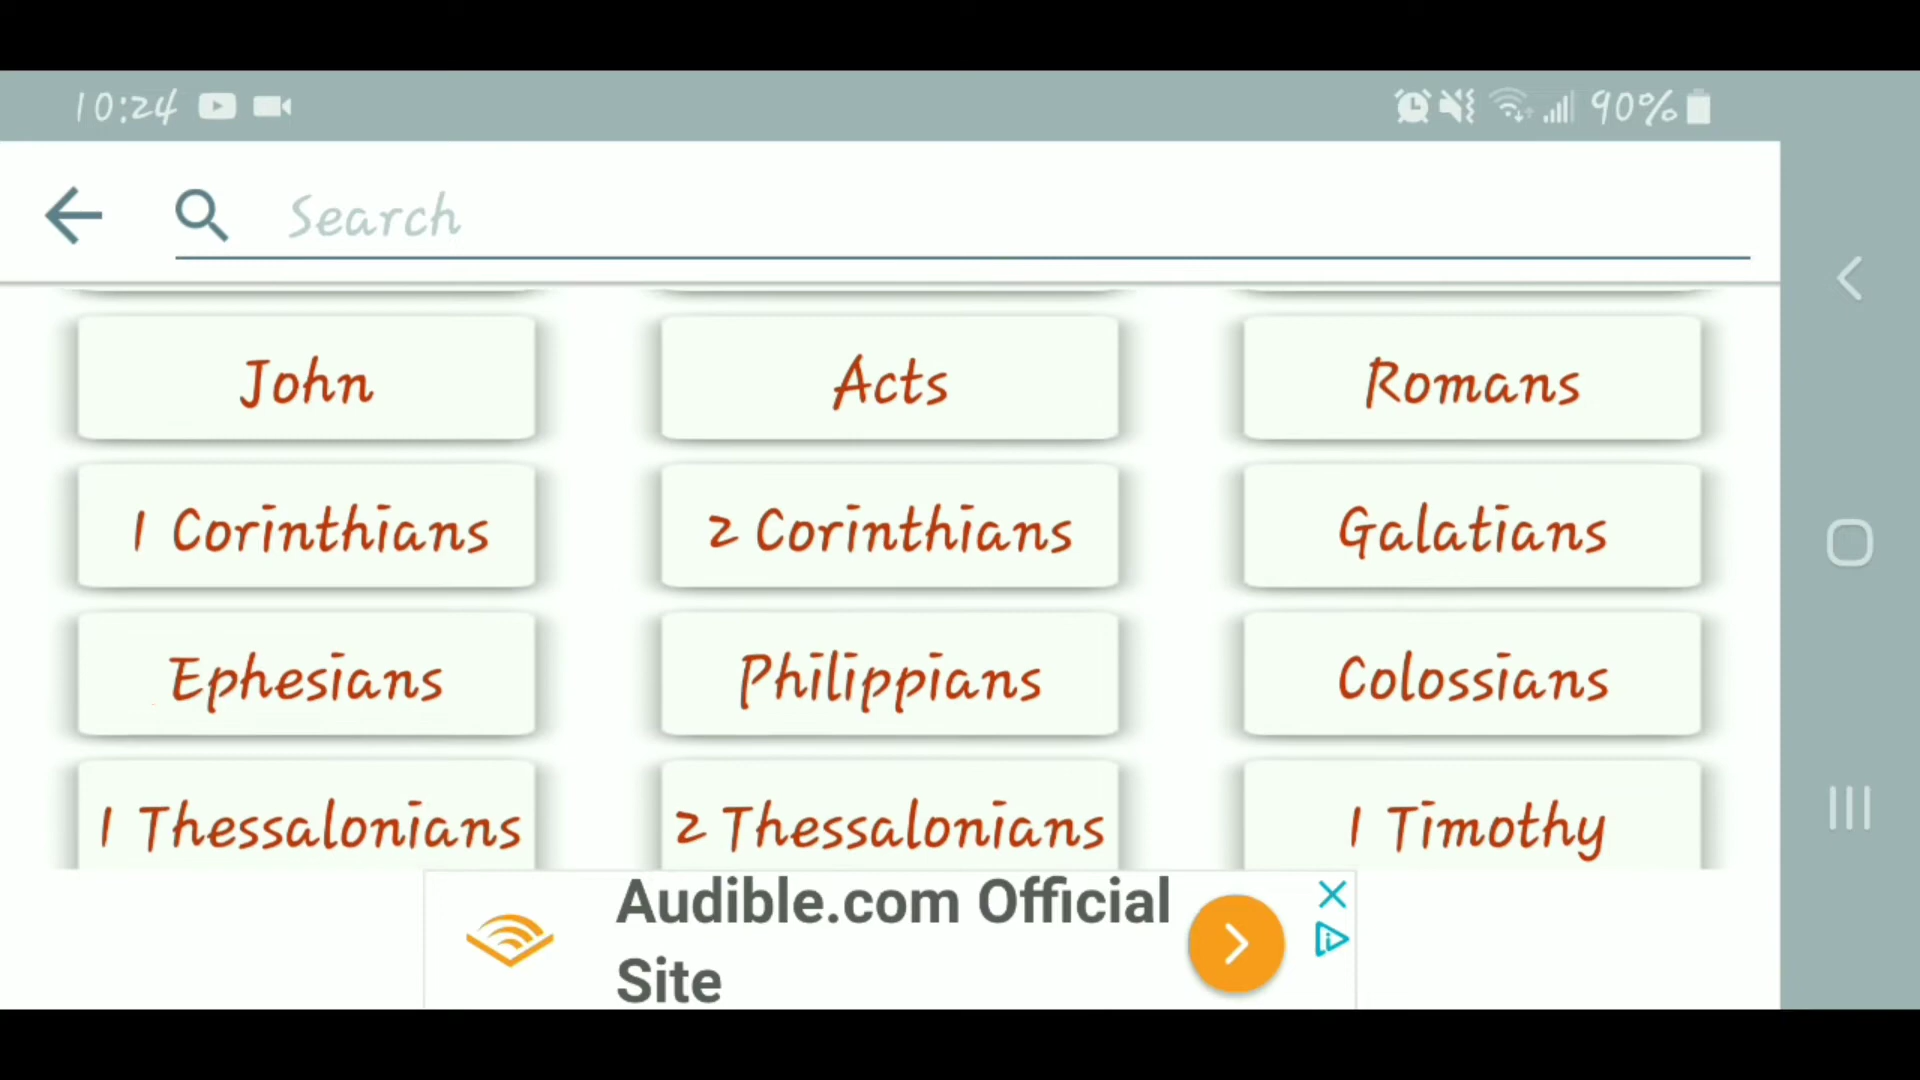 10:24 90%
Search
John Acts Romans
1 Corinthians 2 Corinthians Galatians
Ephesians Philippians Colossians
1 Thessalonians 2 Thessalonians 1 Timothy
Audible.com Official
Site